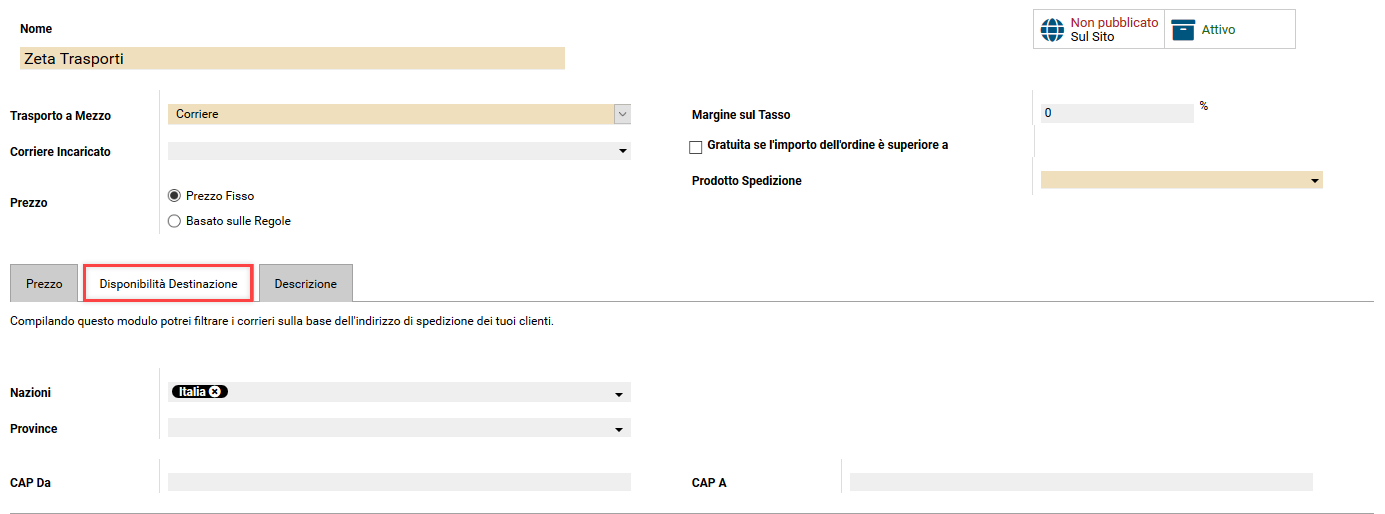 Nome
Non pubblicato
Sul Sito
Attivo
Zeta Trasporti
Trasporto a Mezzo
Corriere
Margine sul Tasso
0
%
Corriere Incaricato
Gratuita se l'importo dell'ordine è superiore a
Prodotto Spedizione
Prezzo
Prezzo Fisso
Basato sulle Regole
Prezzo
Disponibilità Destinazione
Descrizione
Compilando questo modulo potrei filtrare i corrieri sulla base dell'indirizzo di spedizione dei tuoi clienti.
Nazioni
Italia
Province
CAP Da
CAP A